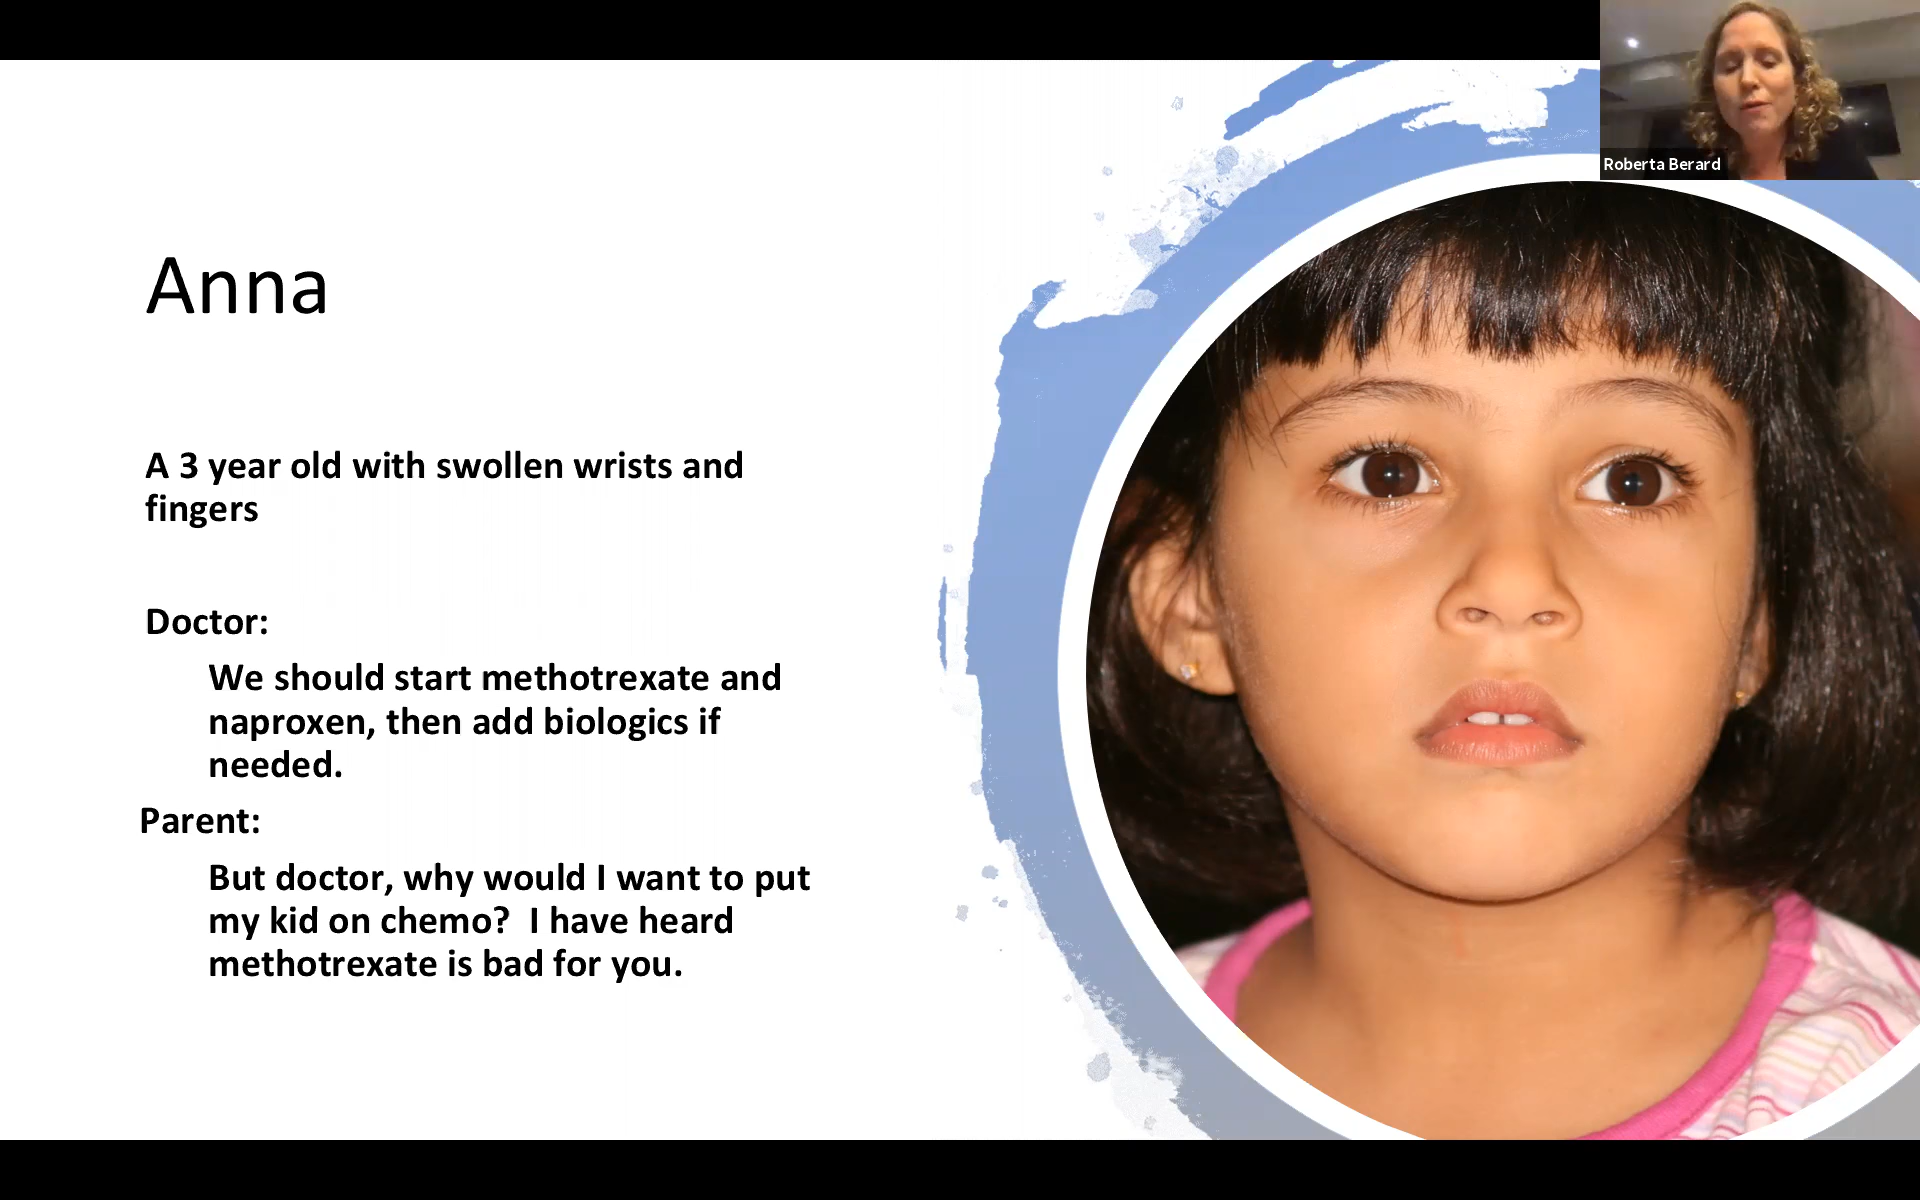 Roberta Berard
Anna
A 3 year old with swollen wrists and
fingers
Doctor:
We should start methotrexate and
naproxen, then add biologics if
needed.
Parent:
But doctor, why would I want to put
my kid on chemo?  I have heard
methotrexate is bad for you.